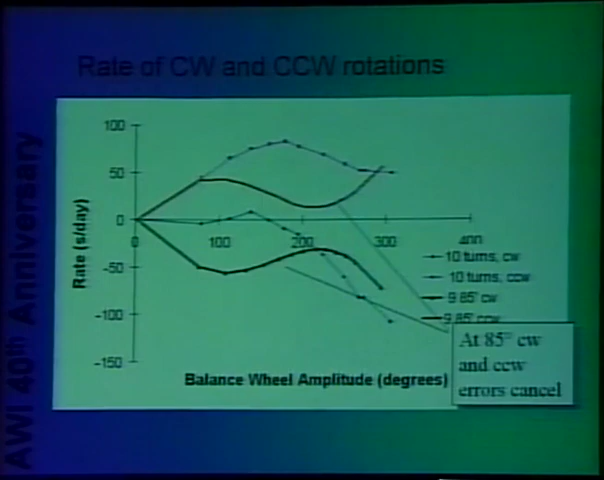 Rate of CW and CCW rotations
AWI 40th Anniversary
Rate (s/day)
100
50
0
-50
-100
-150
0
100
200
300
400
10 turns, cw
10 turns, ccw
9.85' cw
9.85' ccw
Balance Wheel Amplitude (degrees)
At 85° cw
and ccw
errors cancel